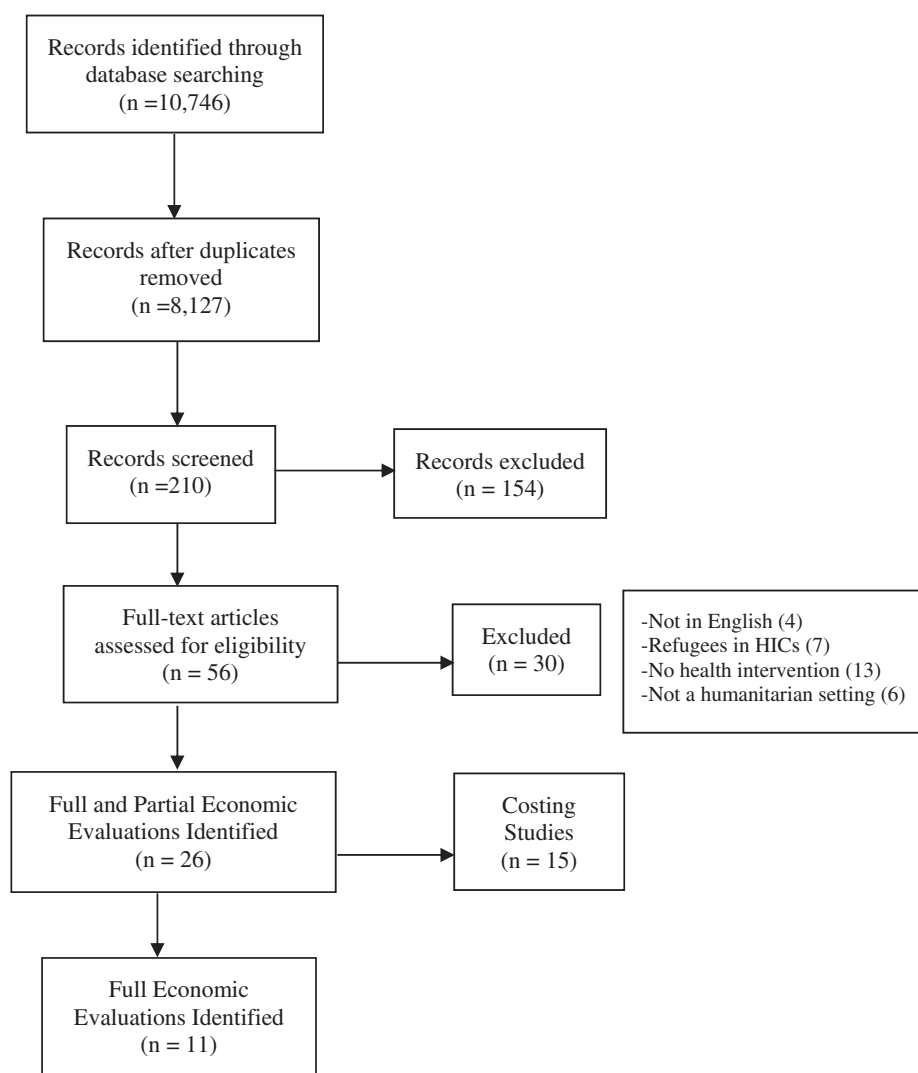 Records identified through
database searching
(n =10,746)
Records after duplicates
removed
(n =8,127)
Records screened
(n =210)
Records excluded
(n = 154)
Full-text articles
assessed for eligibility
(n = 56)
Excluded
(n = 30)
-Not in English (4)
-Refugees in HICs (7)
-No health intervention (13)
-Not a humanitarian setting (6)
Full and Partial Economic
Evaluations Identified
(n = 26)
Costing
Studies
(n = 15)
Full Economic
Evaluations Identified
(n = 11)